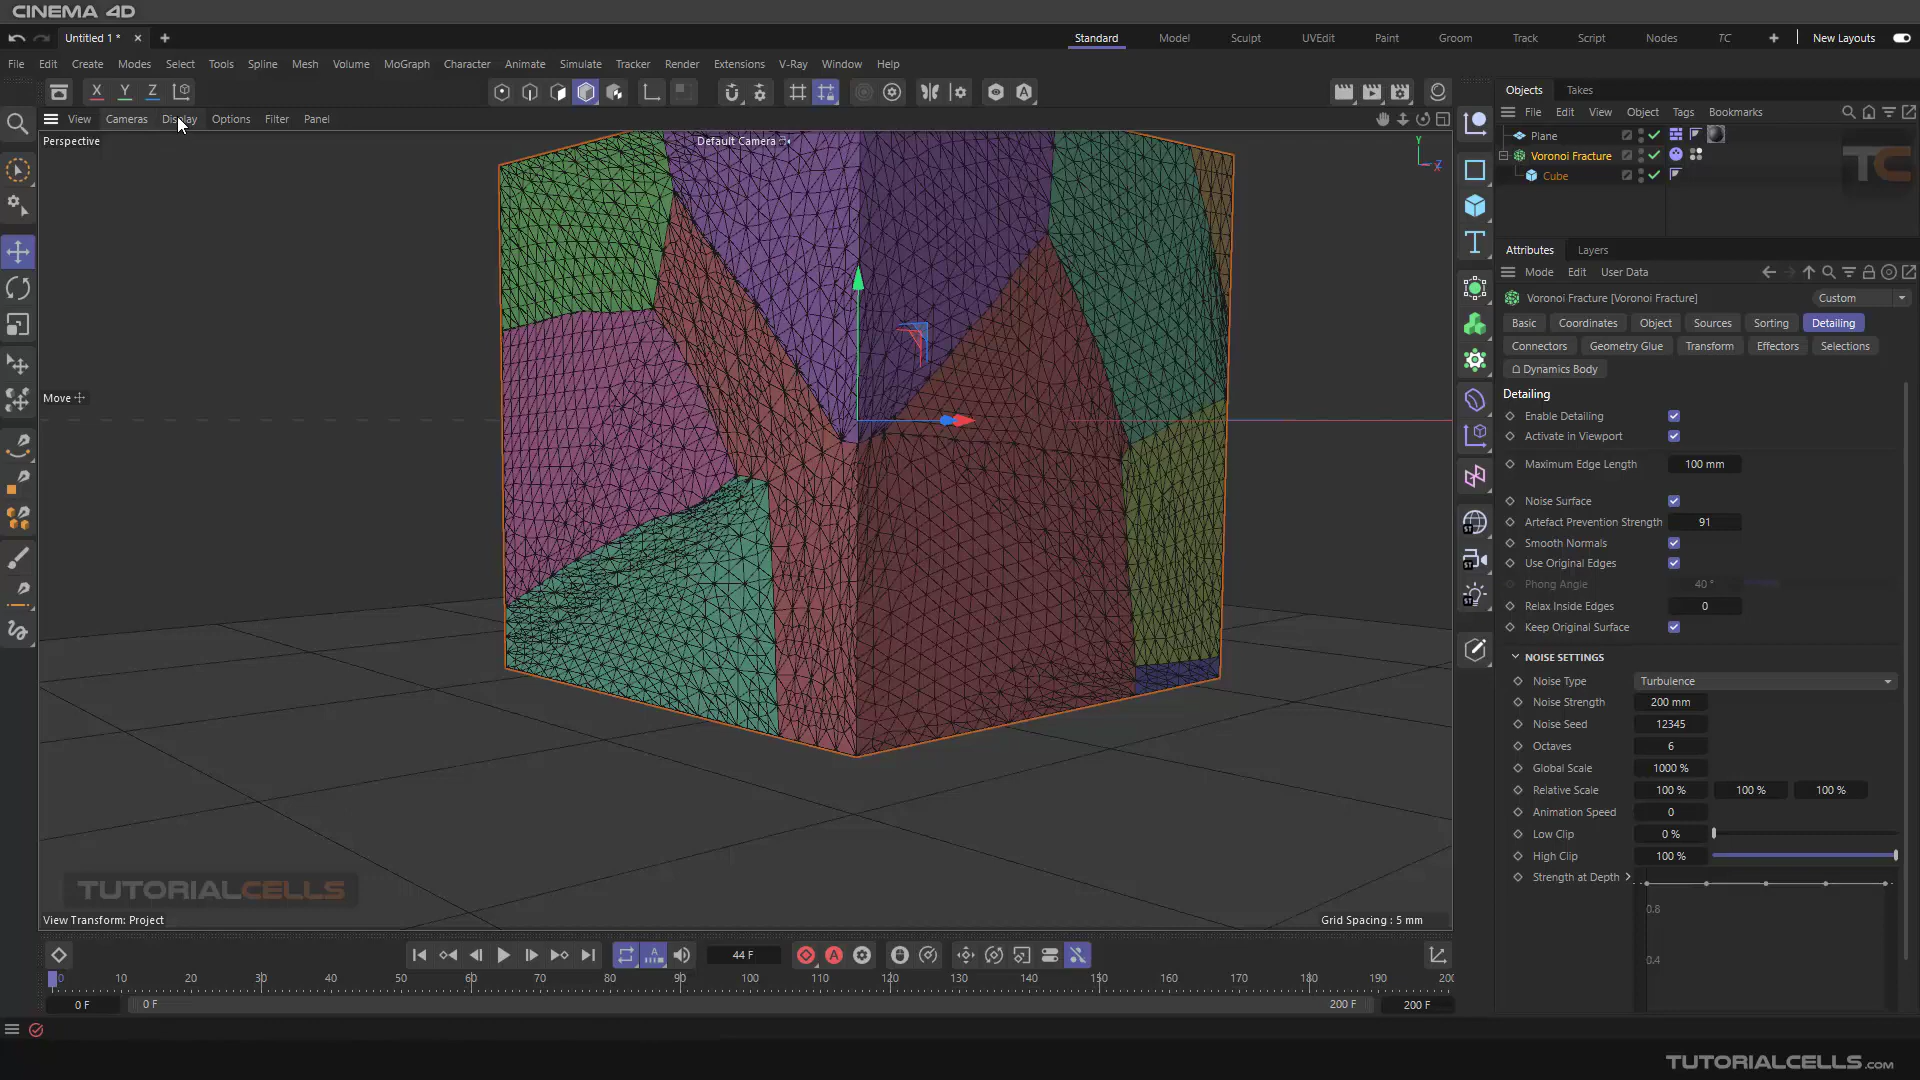 CINEMA 4D
Untitled 1 *
Standard Model Sculpt UVEdit Paint Groom Track Script Nodes TC New Layouts
File Edit Create Modes Select Tools Spline Mesh Volume MoGraph Character Animate Simulate Tracker Render Extensions V-Ray Window Help
X Y Z
Objects Takes
View Cameras Display Options Filter Panel
File Edit View Object Tags Bookmarks
Perspective
Default Camera
Y
Z
Plane
Voronoi Fracture
Cube
TC
Attributes Layers
Mode Edit User Data
Voronoi Fracture [Voronoi Fracture] Custom
Basic Coordinates Object Sources Sorting Detailing
Connectors Geometry Glue Transform Effectors Selections
Dynamics Body
Move
Detailing
Enable Detailing
Activate in Viewport
Maximum Edge Length 100 mm
Noise Surface
Artefact Prevention Strength 91
Smooth Normals
Use Original Edges
Phong Angle 40 °
Relax Inside Edges 0
Keep Original Surface
NOISE SETTINGS
Noise Type Turbulence
Noise Strength 200 mm
Noise Seed 12345
Octaves 6
Global Scale 1000 %
Relative Scale 100 % 100 % 100 %
Animation Speed 0
Low Clip 0 %
High Clip 100 %
Strength at Depth
0.8
0.4
TUTORIALCELLS
View Transform: Project
Grid Spacing : 5 mm
44 F
0 10 20 30 40 50 60 70 80 90 100 110 120 130 140 150 160 170 180 190 200
0 F 0 F 200 F 200 F
TUTORIALCELLS.COM